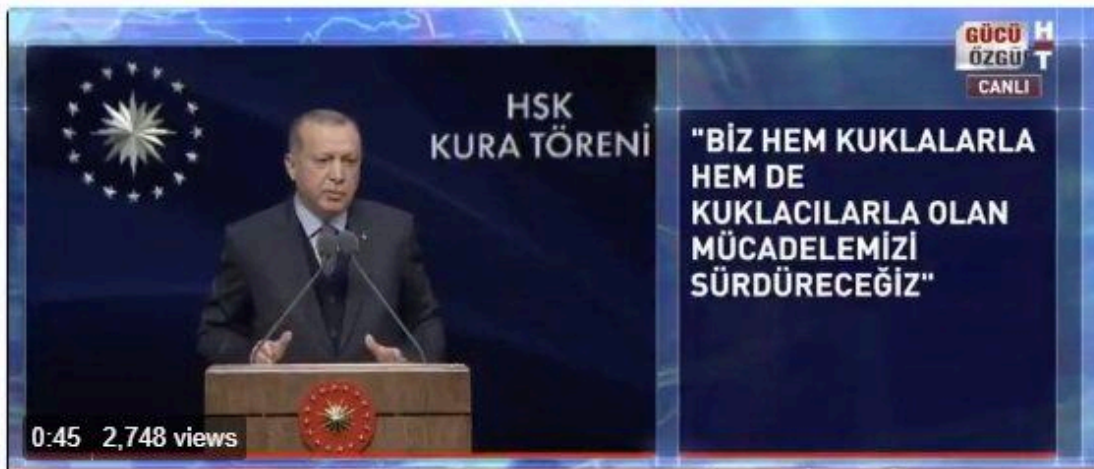 HSK
KURA TÖRENİ
GÜCÜ
ÖZGÜ
HT
CANLI
"BİZ HEM KUKLALARLA
HEM DE
KUKLACILARLA OLAN
MÜCADELEMİZİ
SÜRDÜRECEĞİZ"
0:45 2,748 views